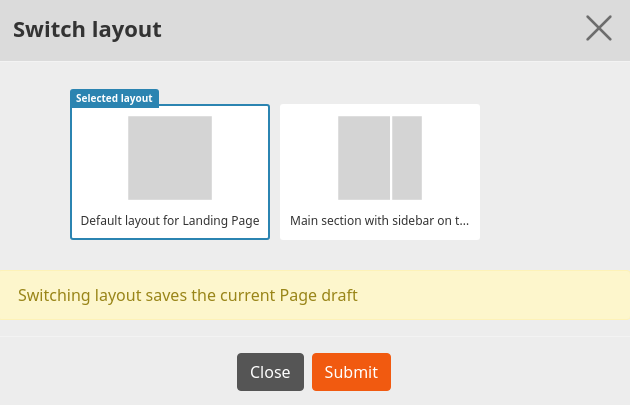 Switch layout
Selected layout
Default layout for Landing Page
Main section with sidebar on t...
Switching layout saves the current Page draft
Close
Submit